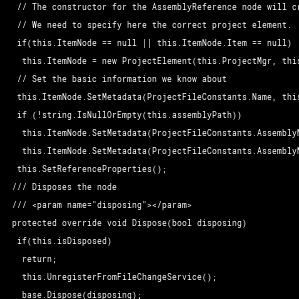 // The constructor for the AssemblyReference node will
// We need to specify here the correct project element.
if(this.ItemNode == null || this.ItemNode.Item == null)
this.ItemNode = new ProjectElement(this.ProjectMgr,
// Set the basic information we know about
this.ItemNode.SetMetadata(ProjectFileConstants.Name,
if (!string.IsNullOrEmpty(this.assemblyPath))
this.ItemNode.SetMetadata(ProjectFileConstants.Assembly
this.ItemNode.SetMetadata(ProjectFileConstants.Assembly
this.SetReferenceProperties();
/// Disposes the node
/// <param name="disposing"></param>
protected override void Dispose(bool disposing)
if(this.isDisposed)
return;
this.UnregisterFromFileChangeService();
base.Dispose(disposing);